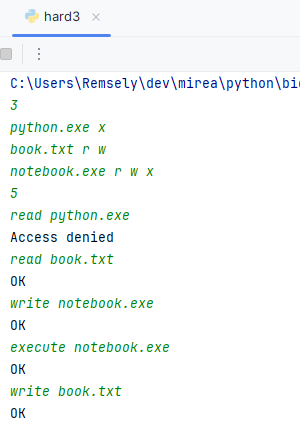 hard3
C:\Users\Remsely\dev\mirea\python\bi
3
python.exe x
book.txt r w
notebook.exe r w x
5
read python.exe
Access denied
read book.txt
OK
write notebook.exe
OK
execute notebook.exe
OK
write book.txt
OK